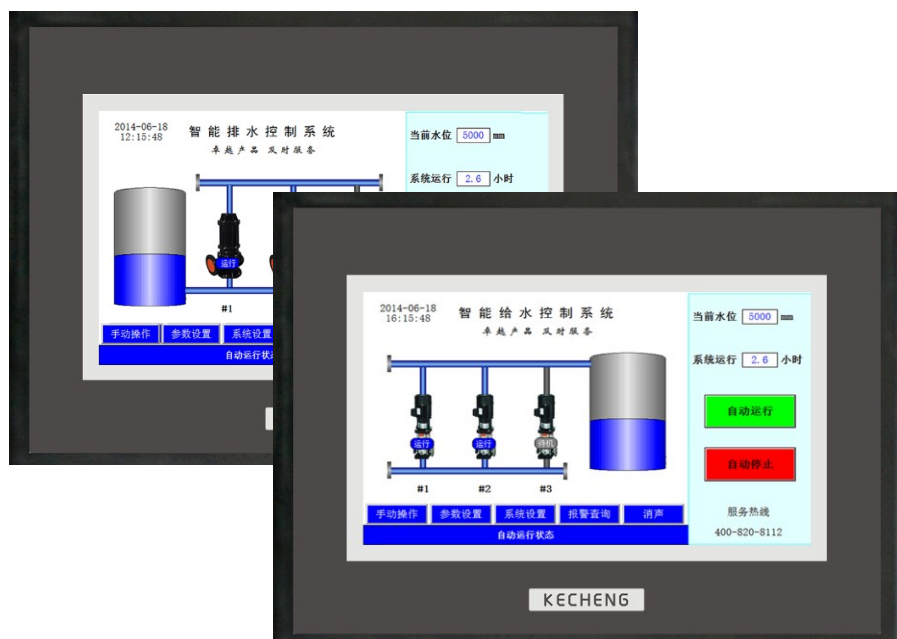 2014-06-18
12:15:48
智能排水控制系统
卓越产品 及时服务
当前水位 5000 mm
系统运行 2.6 小时
运行
#1
手动操作 参数设置 系统设置
自动运行状态
2014-06-18
16:15:48
智能给水控制系统
卓越产品 及时服务
当前水位 5000 mm
系统运行 2.6 小时
自动运行
自动停止
运行 运行 待机
#1 #2 #3
手动操作 参数设置 系统设置 报警查询 消声
自动运行状态
服务热线
400-820-8112
KECHENG